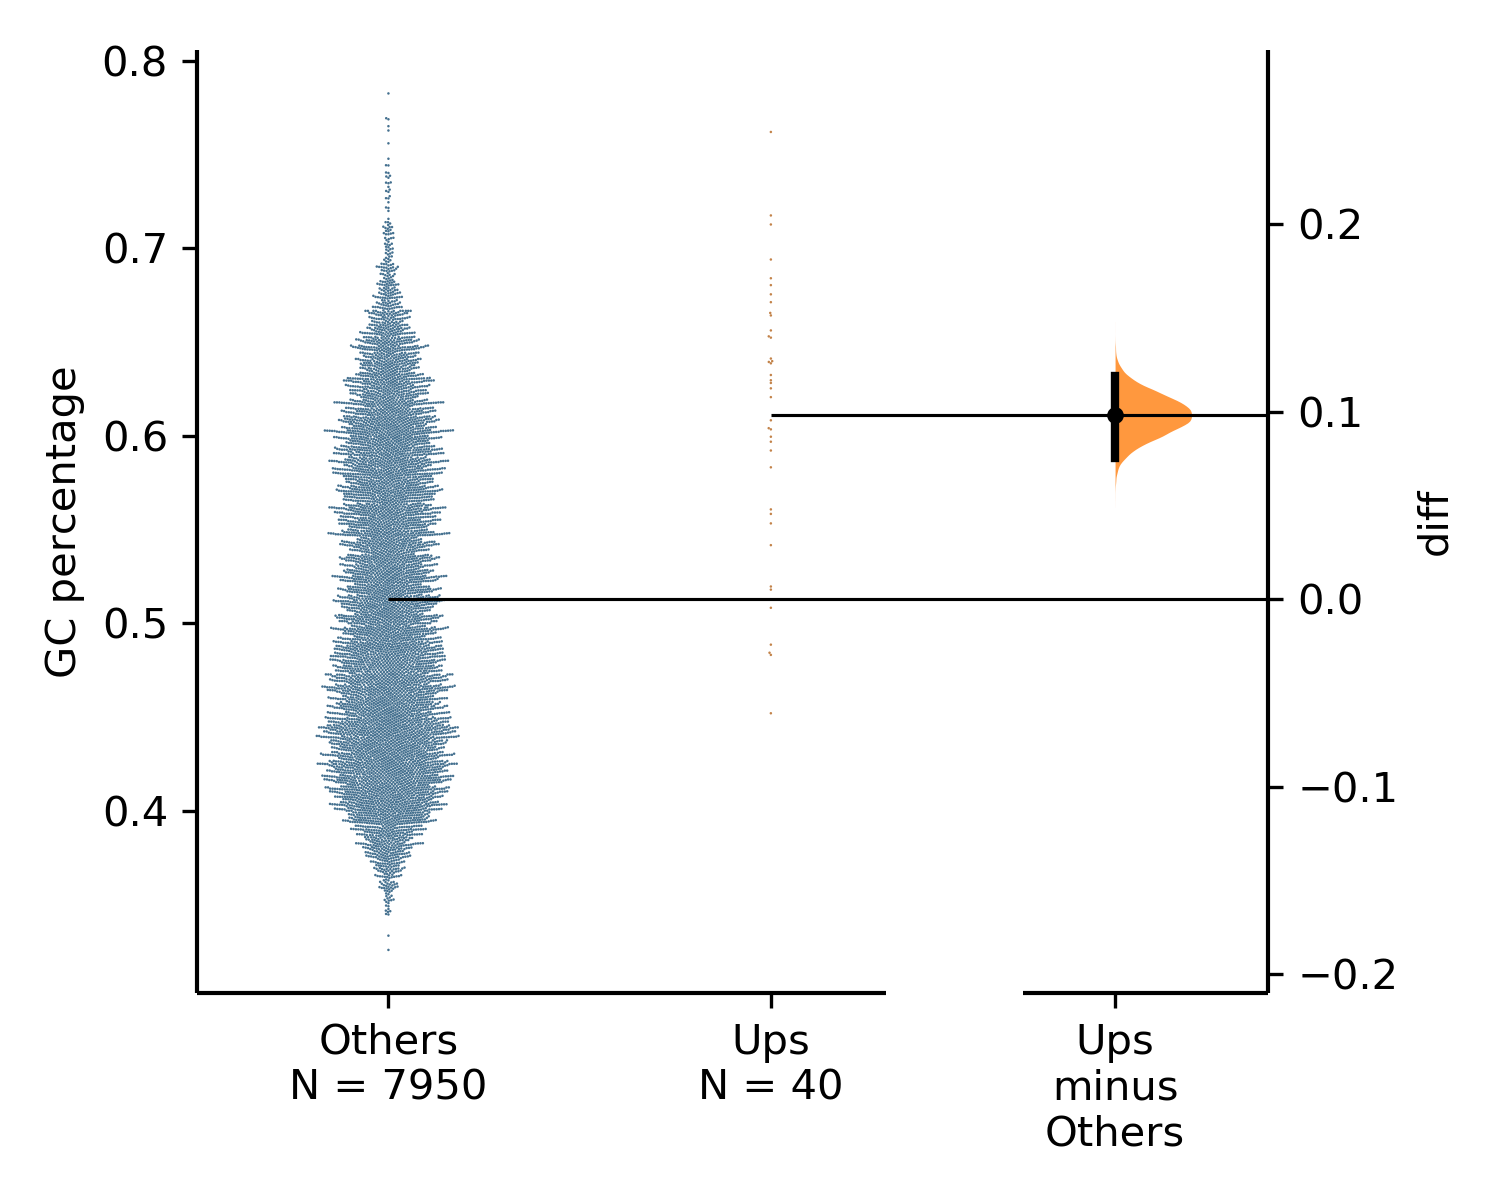 0.8
0.7
0.6
0.5
0.4
GC percentage
0.2
0.1
0.0
−0.1
−0.2
diff
Others
N = 7950
Ups
N = 40
Ups
minus
Others